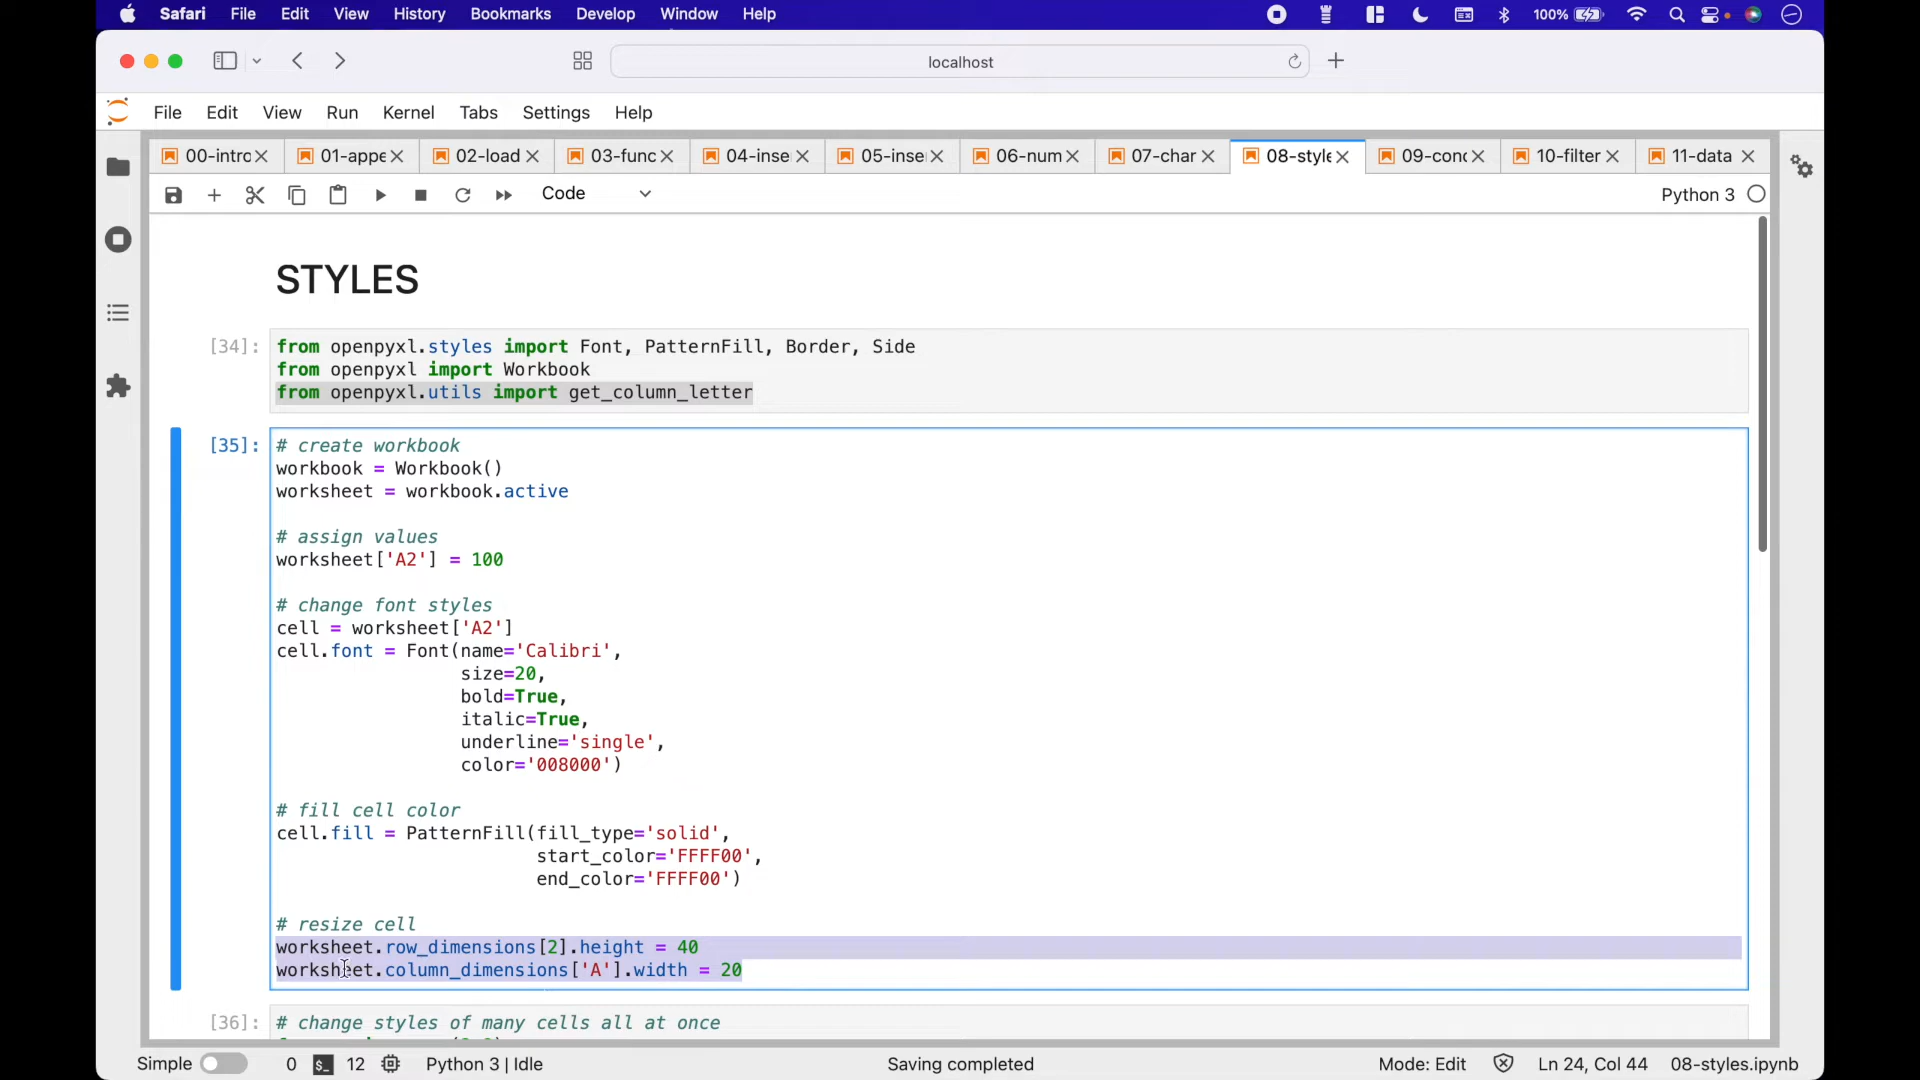 Safari File Edit View History Bookmarks Develop Window Help 100%
localhost
File Edit View Run Kernel Tabs Settings Help
00-intro 01-appe 02-load 03-func 04-inse 05-inse 06-num 07-char 08-style 09-conc 10-filter 11-data
Code Python 3
STYLES
[34]: from openpyxl.styles import Font, PatternFill, Border, Side
from openpyxl import Workbook
from openpyxl.utils import get_column_letter
[35]: # create workbook
workbook = Workbook()
worksheet = workbook.active
# assign values
worksheet['A2'] = 100
# change font styles
cell = worksheet['A2']
cell.font = Font(name='Calibri',
size=20,
bold=True,
italic=True,
underline='single',
color='008000')
# fill cell color
cell.fill = PatternFill(fill_type='solid',
start_color='FFFF00',
end_color='FFFF00')
# resize cell
worksheet.row_dimensions[2].height = 40
worksheet.column_dimensions['A'].width = 20
[36]: # change styles of many cells all at once
Simple 0 12 Python 3 | Idle Saving completed Mode: Edit Ln 24, Col 44 08-styles.ipynb